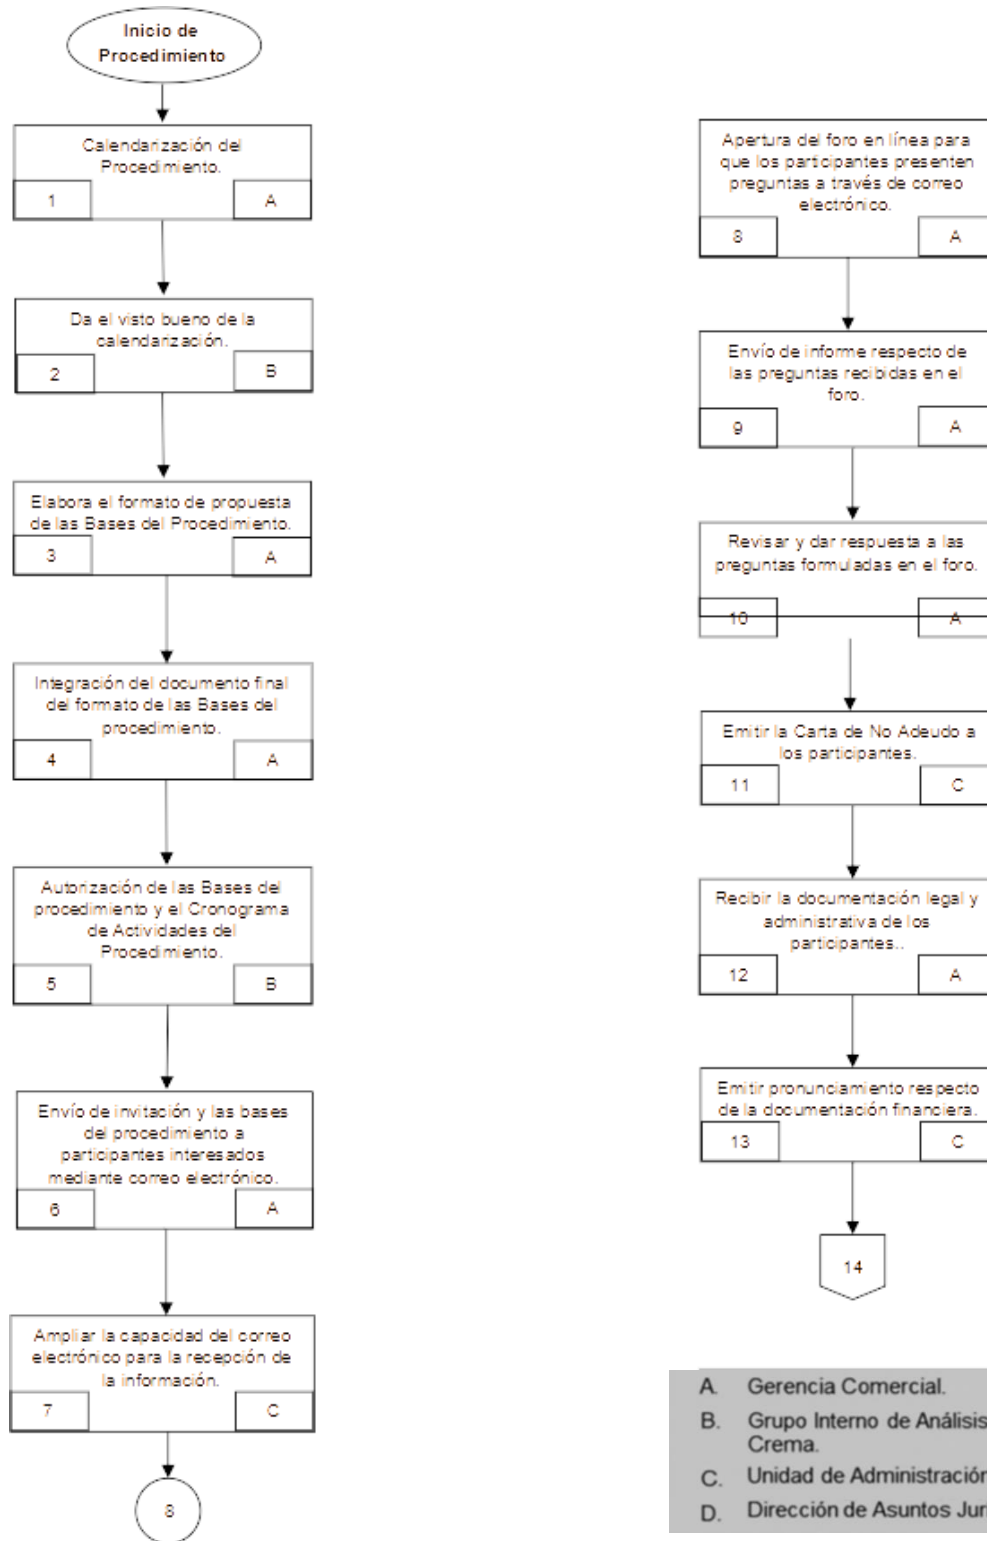 Inicio de
Procedimiento
Calendarización del
Procedimiento.
1 A
Da el visto bueno de la
calendarización.
2 B
Elabora el formato de propuesta
de las Bases del Procedimiento.
3 A
Integración del documento final
del formato de las Bases del
procedimiento.
4 A
Autorización de las Bases del
procedimiento y el Cronograma
de Actividades del
Procedimiento.
5 B
Envío de invitación y las bases
del procedimiento a
participantes interesados
mediante correo electrónico.
6 A
Ampliar la capacidad del correo
electrónico para la recepción de
la información.
7 C
8
Apertura del foro en línea para
que los participantes presenten
preguntas a través de correo
electrónico.
8 A
Envío de informe respecto de
las preguntas recibidas en el
foro.
9 A
Revisar y dar respuesta a las
preguntas formuladas en el foro.
10 A
Emitir la Carta de No Adeudo a
los participantes.
11 C
Recibir la documentación legal y
administrativa de los
participantes..
12 A
Emitir pronunciamiento respecto
de la documentación financiera.
13 C
14
A. Gerencia Comercial.
B. Grupo Interno de Análisis
Crema.
C. Unidad de Administración
D. Dirección de Asuntos Jur